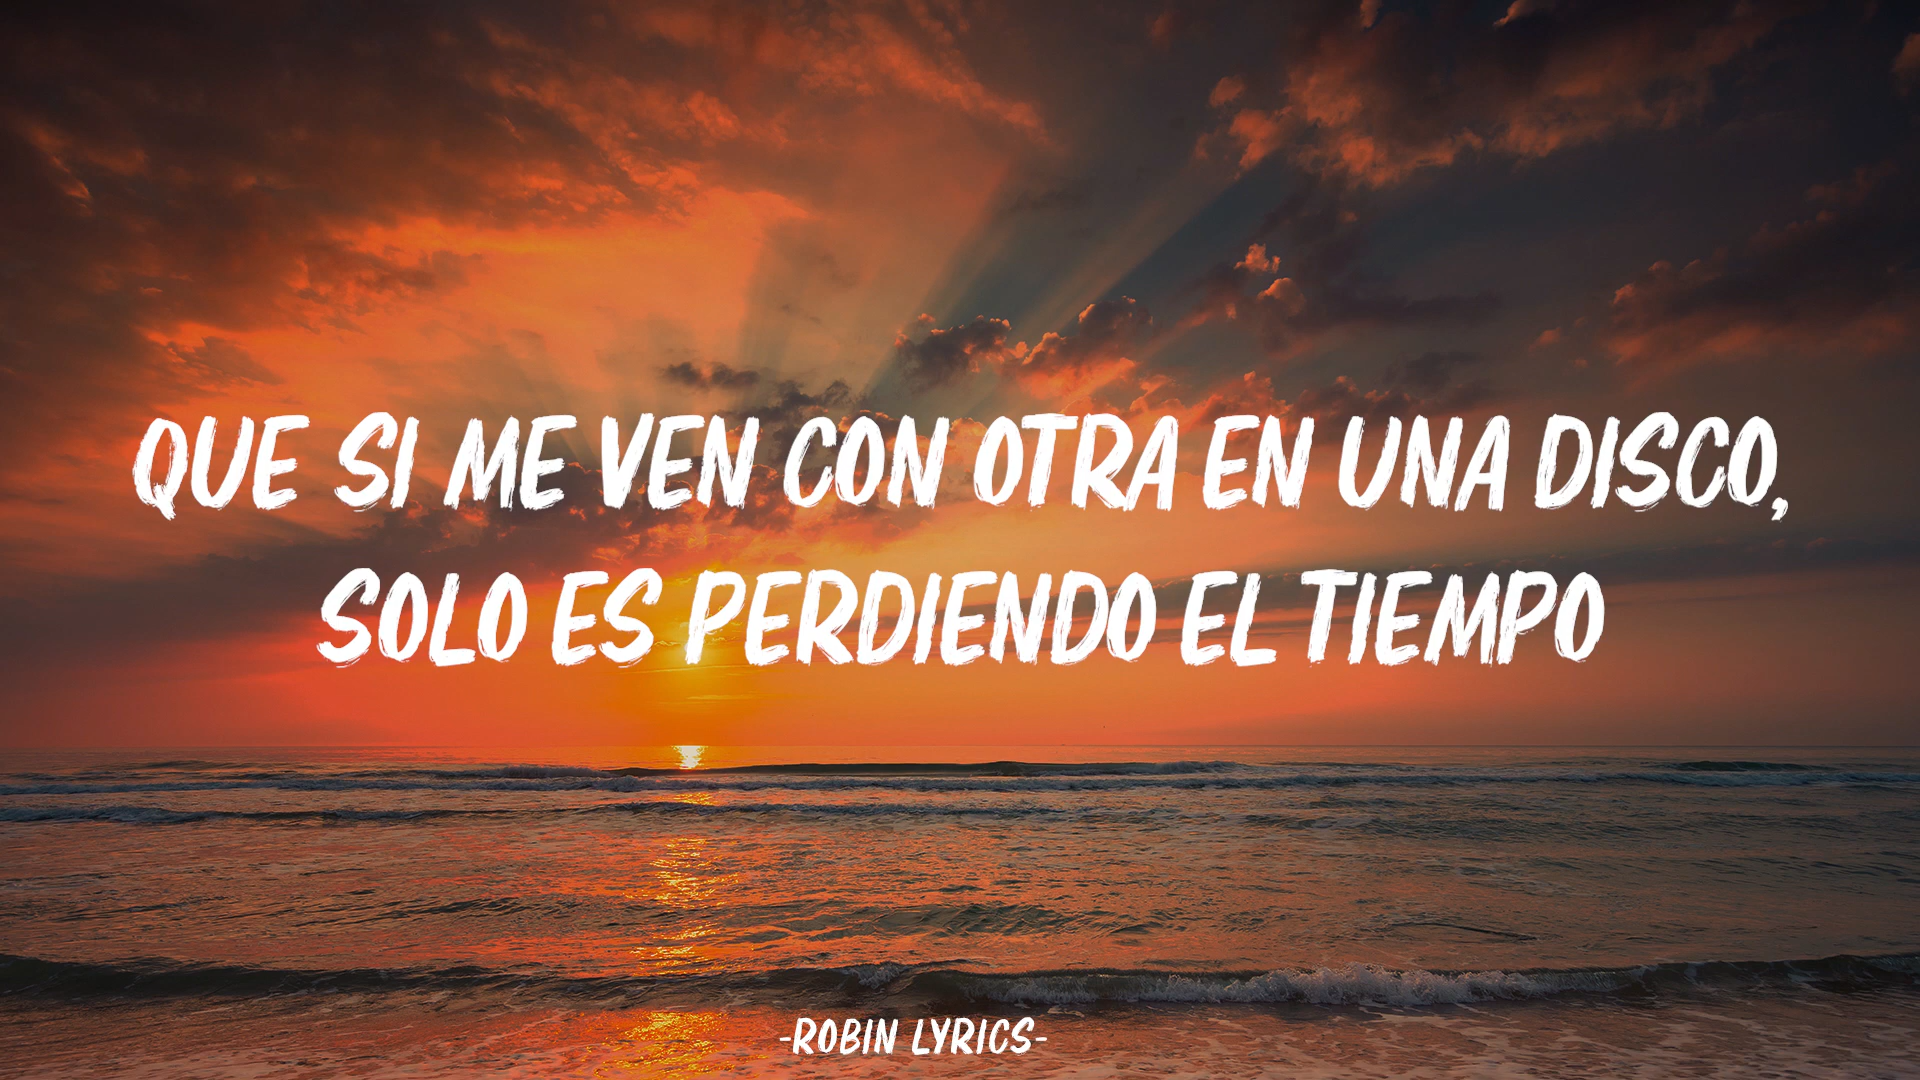 QUE SI ME VEN CON OTRA EN UNA DISCO,
SOLO ES PERDIENDO EL TIEMPO
-ROBIN LYRICS-